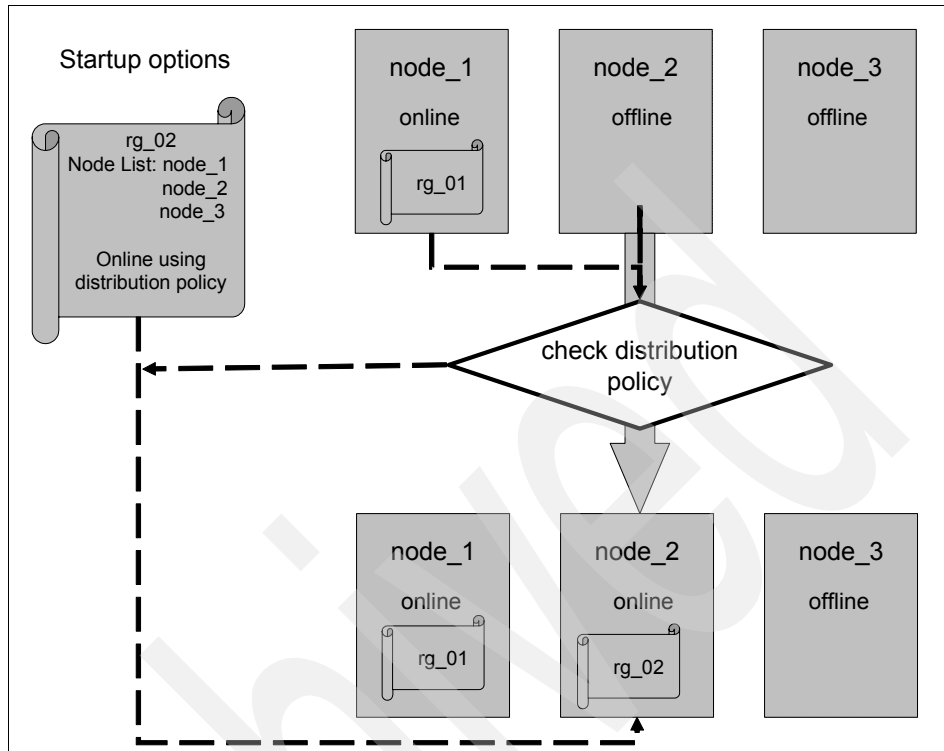 Startup options
rg_02
Node List: node_1
node_2
node_3
Online using
distribution policy
node_1
online
rg_01
node_2
offline
node_3
offline
check distribution
policy
node_1
online
rg_01
node_2
online
rg_02
node_3
offline